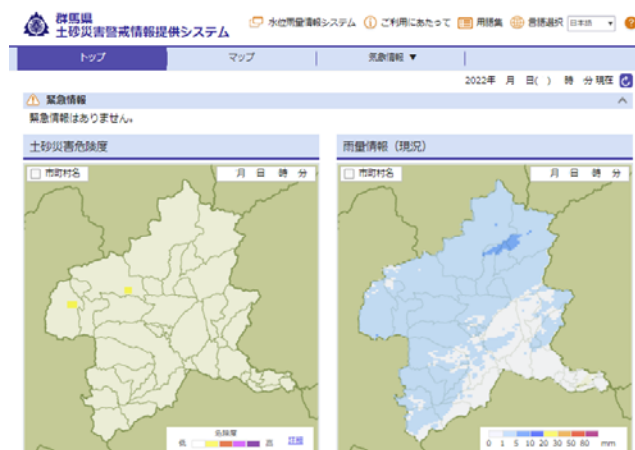 群馬県
土砂災害警戒情報提供システム
水位雨量情報システム ご利用にあたって 用語集 言語選択 日本語 ▼ ?
トップ マップ 気象情報 ▼
2022年 月 日( ) 時 分 現在
緊急情報
緊急情報はありません。
土砂災害危険度 雨量情報（現況）
市町村名 月 日 時 分 市町村名 月 日 時 分
危険度
低 高 詳細
0 1 5 10 20 30 50 80 mm